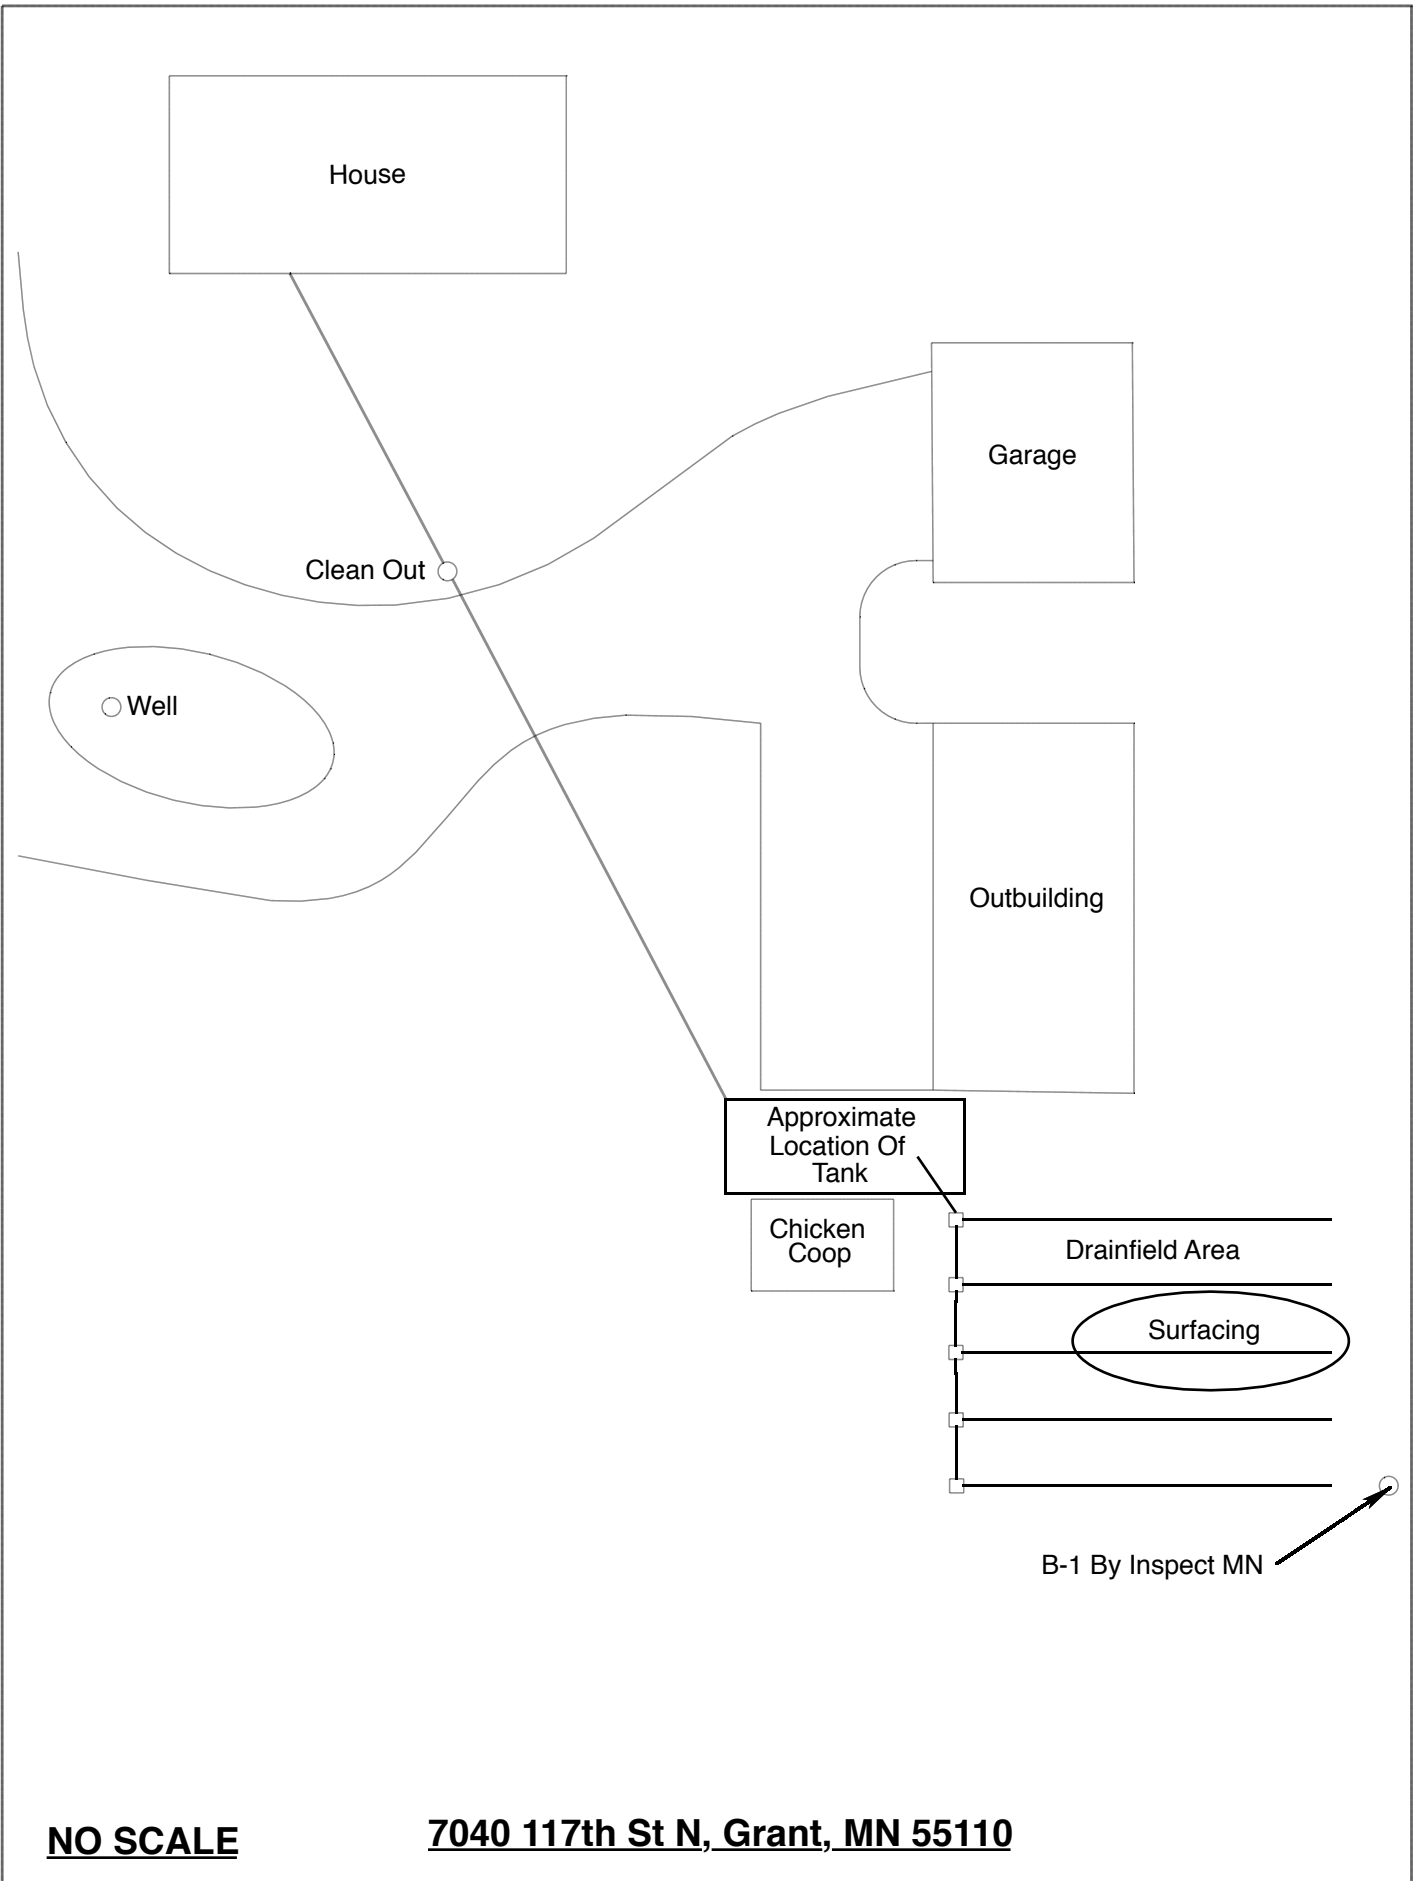 House
Garage
Clean Out
Well
Outbuilding
Approximate
Location Of
Tank
Chicken
Coop
Drainfield Area
Surfacing
B-1 By Inspect MN
NO SCALE
7040 117th St N, Grant, MN 55110